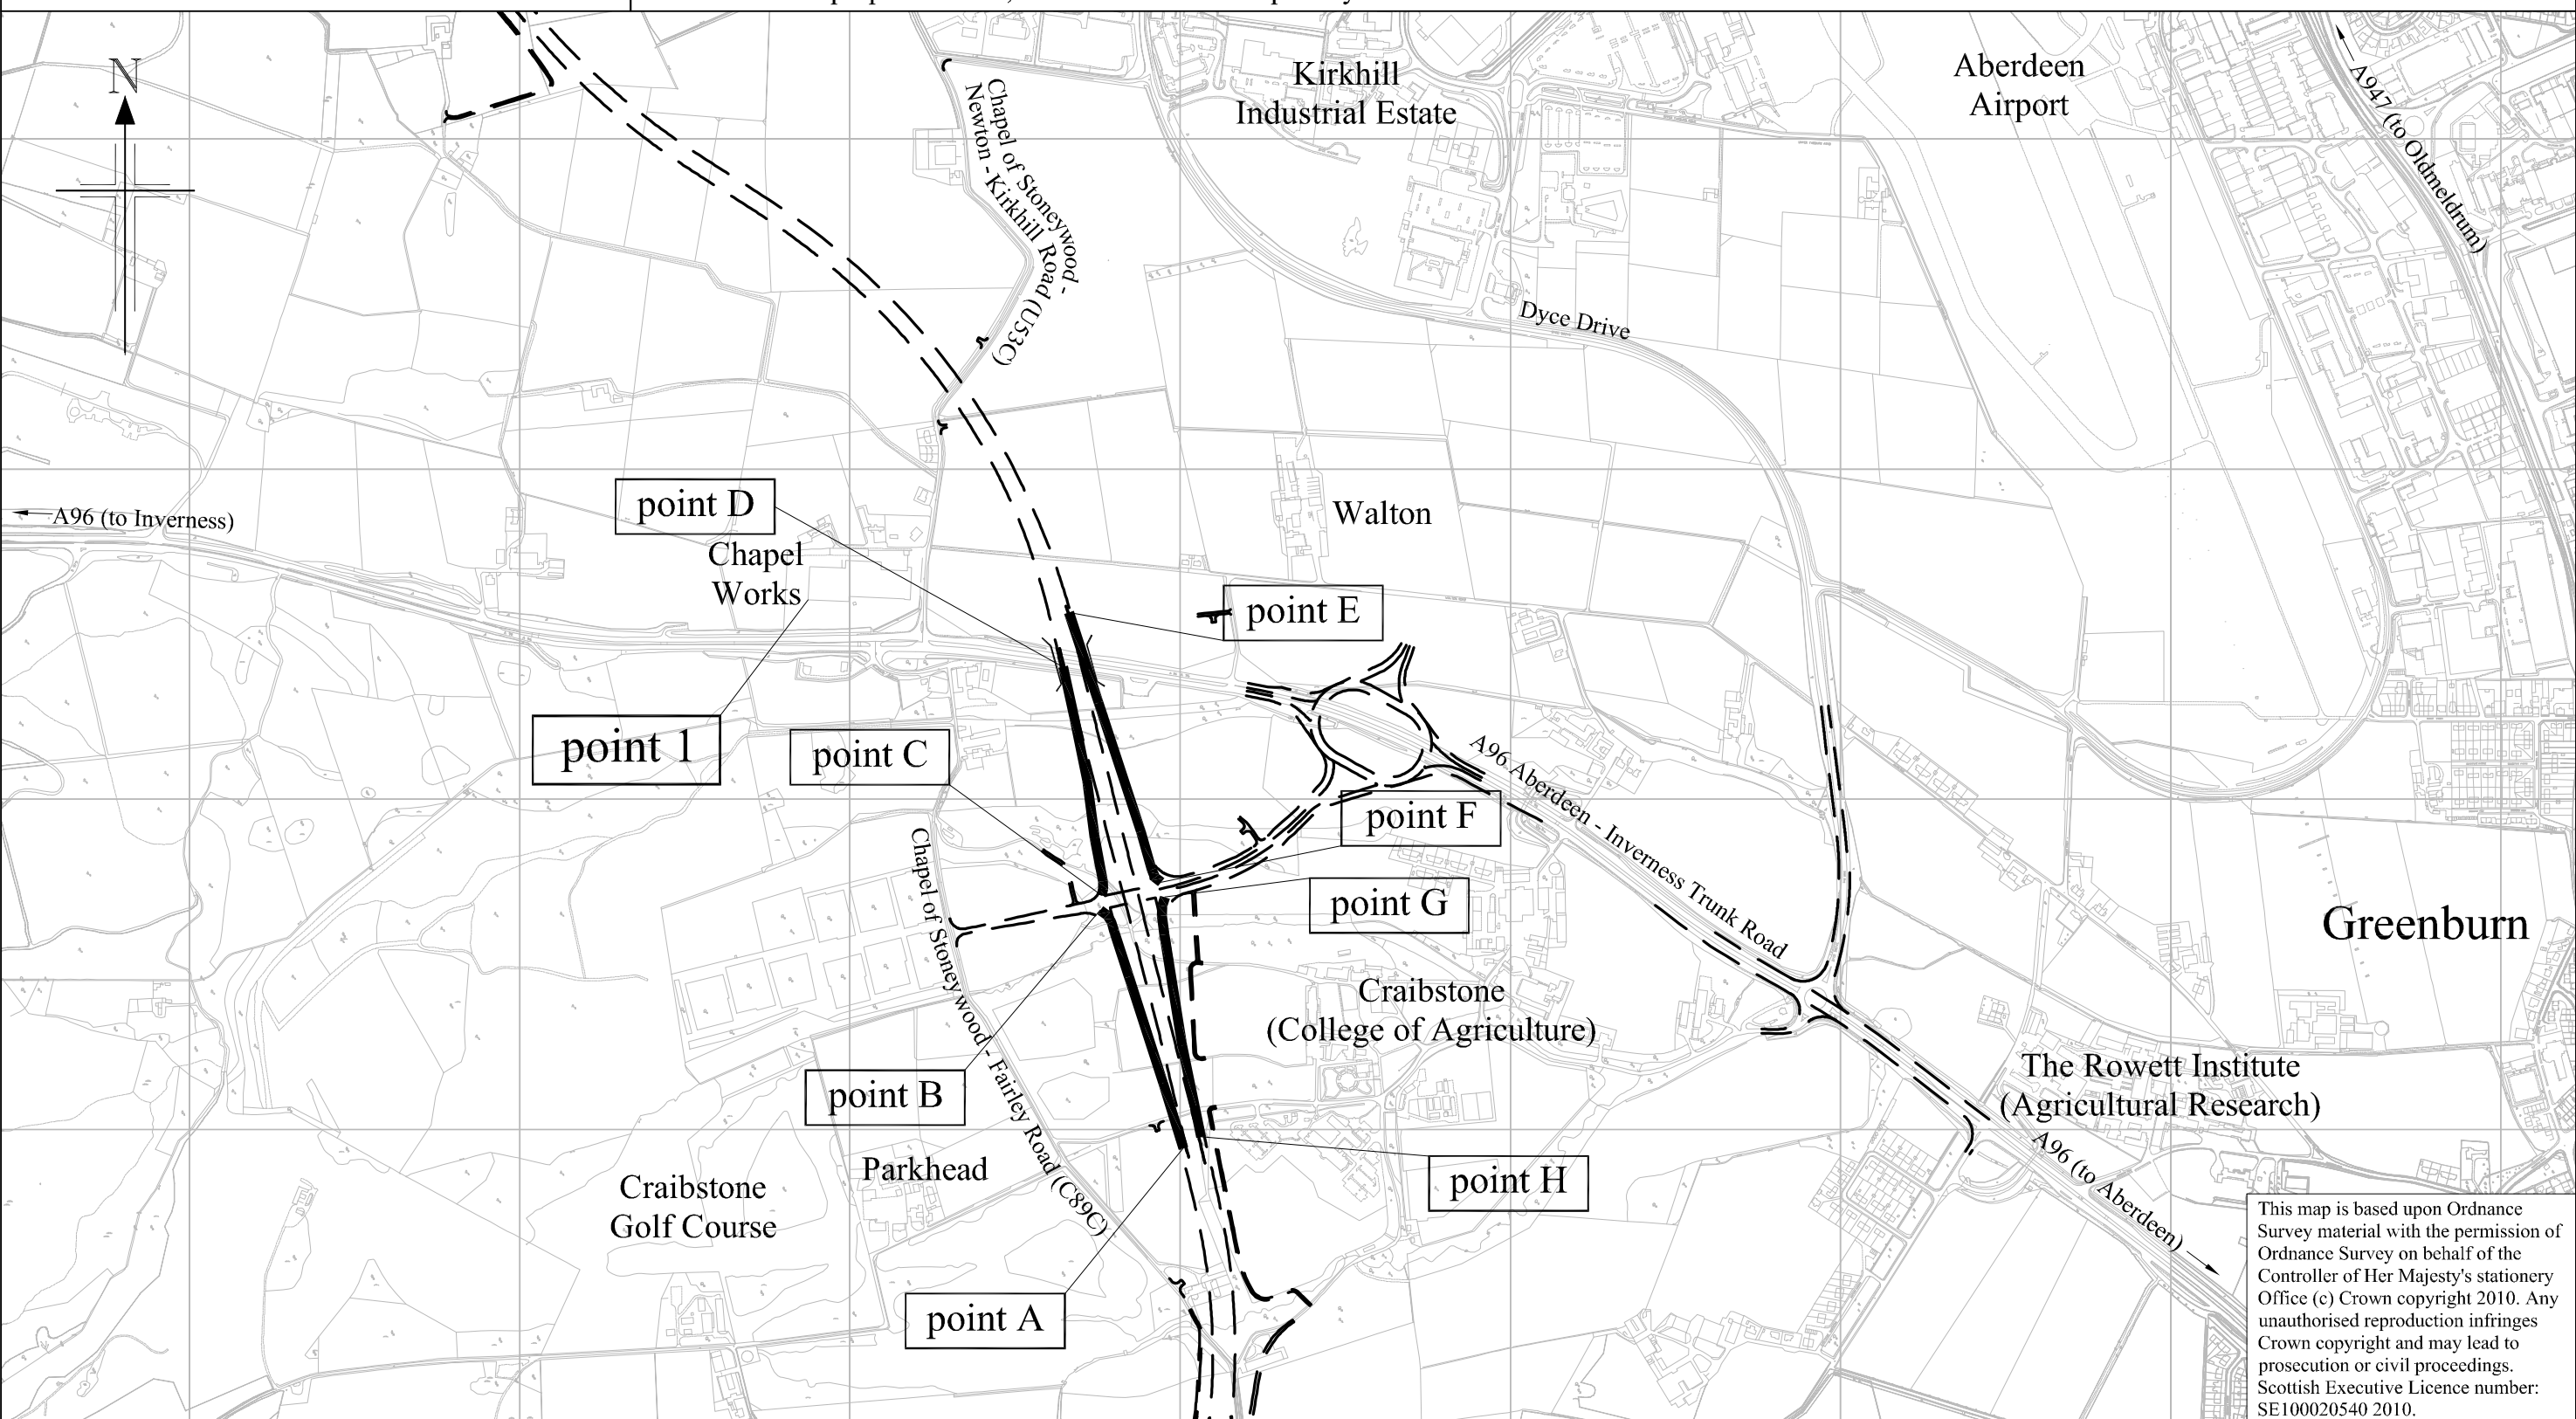 N
Kirkhill
Industrial Estate
Aberdeen
Airport
A947 (to Oldmeldrum)
Chapel of Stoneywood -
Newton - Kirkhill Road (U53C)
Dyce Drive
A96 (to Inverness)
point D
Chapel
Works
Walton
point E
point 1
point C
A96 Aberdeen - Inverness Trunk Road
point F
point G
Greenburn
Chapel of Stoneywood - Fairley Road (C89C)
Craibstone
(College of Agriculture)
point B
The Rowett Institute
(Agricultural Research)
Parkhead
Craibstone
Golf Course
point H
A96 (to Aberdeen)
point A
This map is based upon Ordnance
Survey material with the permission of
Ordnance Survey on behalf of the
Controller of Her Majesty's stationery
Office (c) Crown copyright 2010. Any
unauthorised reproduction infringes
Crown copyright and may lead to
prosecution or civil proceedings.
Scottish Executive Licence number:
SE100020540 2010.